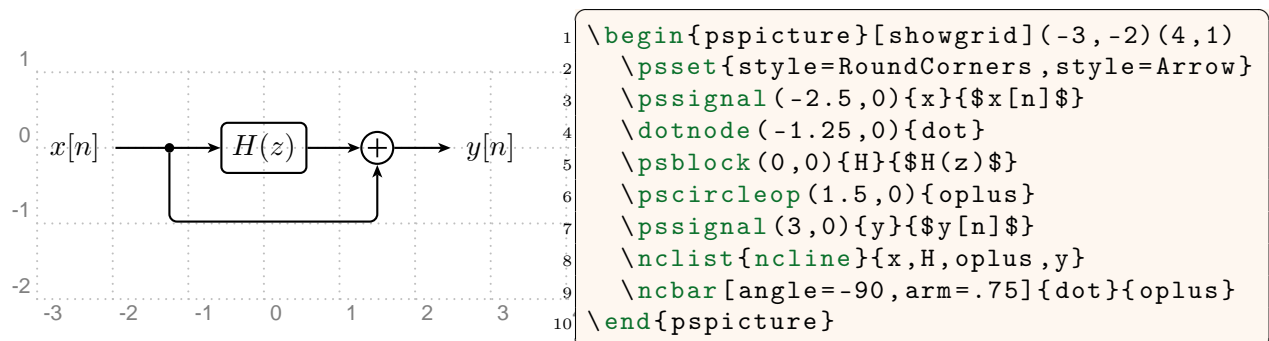 1
0
-1
-2
-3 -2 -1 0 1 2 3
x[n] H(z) + y[n]
1 \begin{pspicture}[showgrid](-3,-2)(4,1)
2 \psset{style=RoundCorners,style=Arrow}
3 \pssignal(-2.5,0){x}{$x[n]$}
4 \dotnode(-1.25,0){dot}
5 \psblock(0,0){H}{$H(z)$}
6 \pscircleop(1.5,0){oplus}
7 \pssignal(3,0){y}{$y[n]$}
8 \nclist{ncline}{x,H,oplus,y}
9 \ncbar[angle=-90,arm=.75]{dot}{oplus}
10 \end{pspicture}